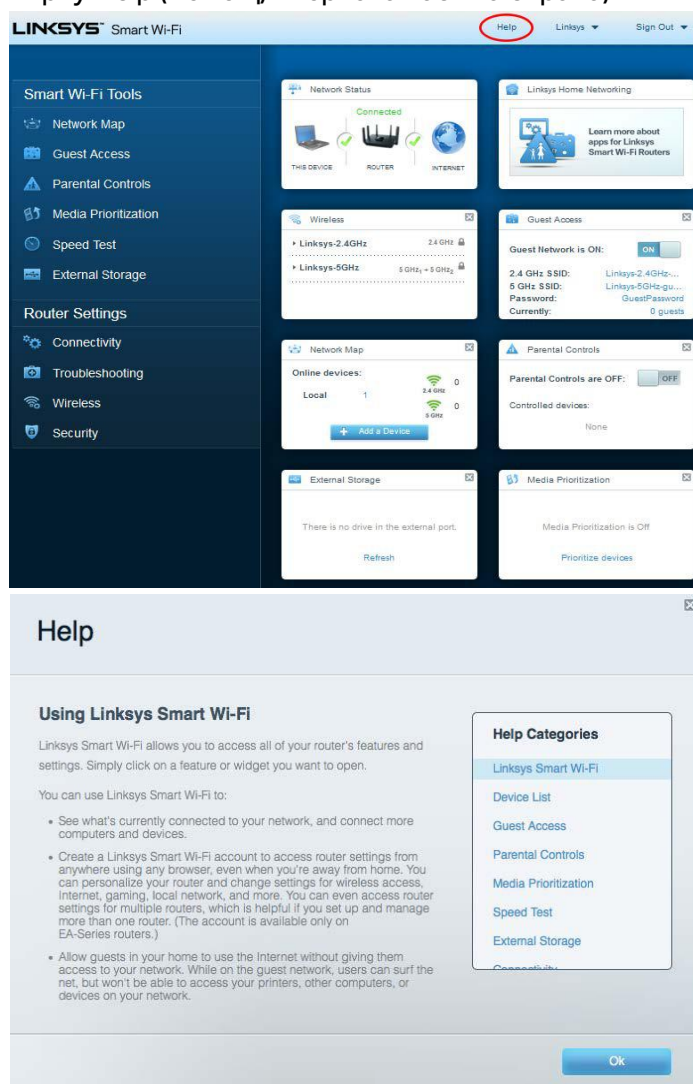 LINKSYS™ Smart Wi-Fi
Help
Linksys
Sign Out
Smart Wi-Fi Tools
Network Map
Guest Access
Parental Controls
Media Prioritization
Speed Test
External Storage
Router Settings
Connectivity
Troubleshooting
Wireless
Security
Network Status
Connected
THIS DEVICE ROUTER INTERNET
Linksys Home Networking
Learn more about
apps for Linksys
Smart Wi-Fi Routers
Wireless
Linksys-2.4GHz 2.4 GHz
Linksys-5GHz 5 GHz1 = 5 GHz2
Guest Access
Guest Network is ON: ON
2.4 GHz SSID: Linksys-2.4GHz-...
5 GHz SSID: Linksys-5GHz-gu...
Password: GuestPassword
Currently: 0 guests
Network Map
Online devices:
0
2.4 GHz
Local 1
0
5 GHz
+ Add a Device
Parental Controls
Parental Controls are OFF: OFF
Controlled devices:
None
External Storage
There is no drive in the external port.
Refresh
Media Prioritization
Media Prioritization is Off
Prioritize devices
Help
Using Linksys Smart Wi-Fi
Linksys Smart Wi-Fi allows you to access all of your router's features and
settings. Simply click on a feature or widget you want to open.
You can use Linksys Smart Wi-Fi to:
• See what's currently connected to your network, and connect more
computers and devices.
• Create a Linksys Smart Wi-Fi account to access router settings from
anywhere using any browser, even when you're away from home. You
can personalize your router and change settings for wireless access,
Internet, gaming, local network, and more. You can even access router
settings for multiple routers, which is helpful if you set up and manage
more than one router. (The account is available only on
EA-Series routers.)
• Allow guests in your home to use the Internet without giving them
access to your network. While on the guest network, users can surf the
net, but won't be able to access your printers, other computers, or
devices on your network.
Help Categories
Linksys Smart Wi-Fi
Device List
Guest Access
Parental Controls
Media Prioritization
Speed Test
External Storage
Connectivity
Ok